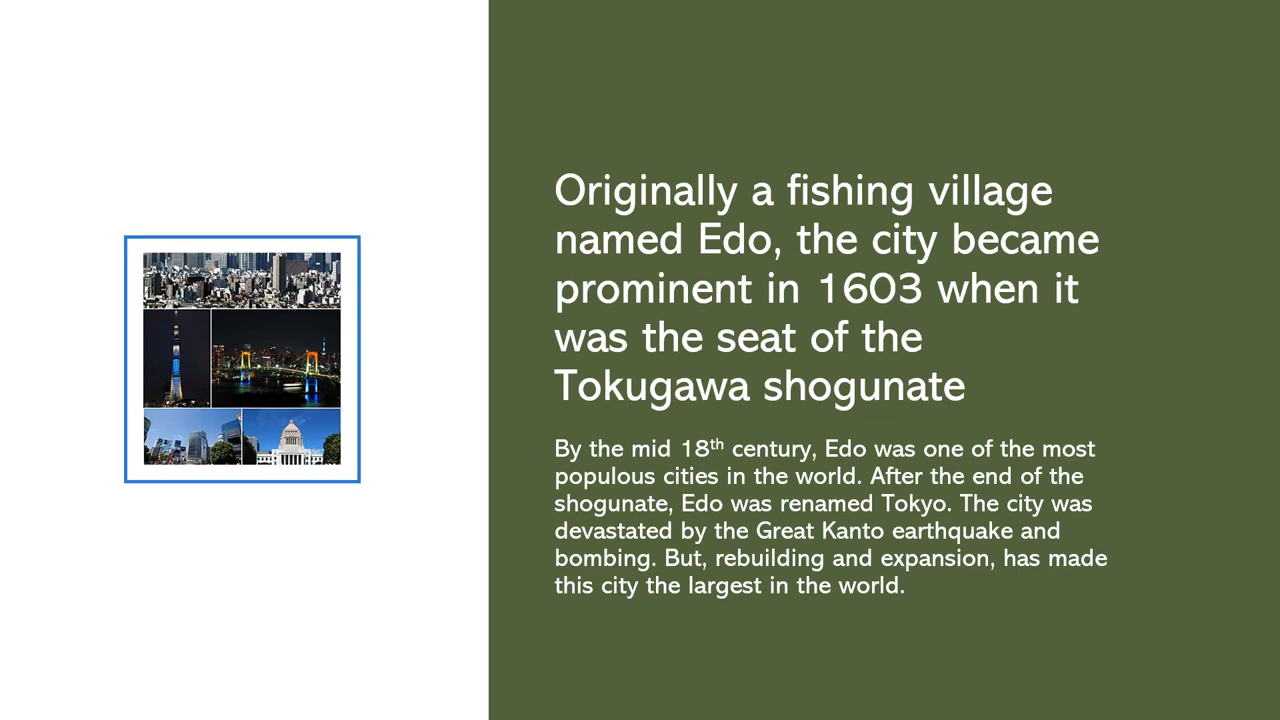 Originally a fishing village
named Edo, the city became
prominent in 1603 when it
was the seat of the
Tokugawa shogunate
By the mid 18th century, Edo was one of the most
populous cities in the world. After the end of the
shogunate, Edo was renamed Tokyo. The city was
devastated by the Great Kanto earthquake and
bombing. But, rebuilding and expansion, has made
this city the largest in the world.